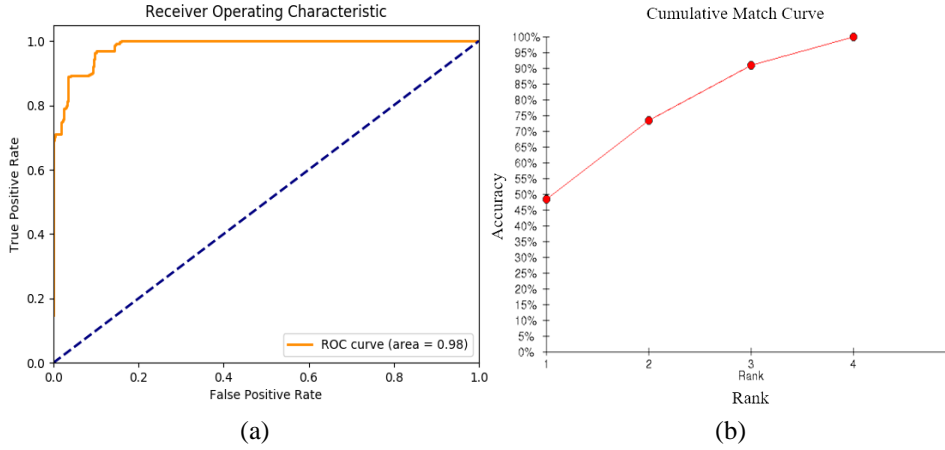 Receiver Operating Characteristic
True Positive Rate
1.0
0.8
0.6
0.4
0.2
0.0
0.0 0.2 0.4 0.6 0.8 1.0
False Positive Rate
ROC curve (area = 0.98)
(a)
Cumulative Match Curve
Accuracy
100%
95%
90%
85%
80%
75%
70%
65%
60%
55%
50%
45%
40%
35%
30%
25%
20%
15%
10%
5%
0%
1 2 3 4
Rank
Rank
(b)